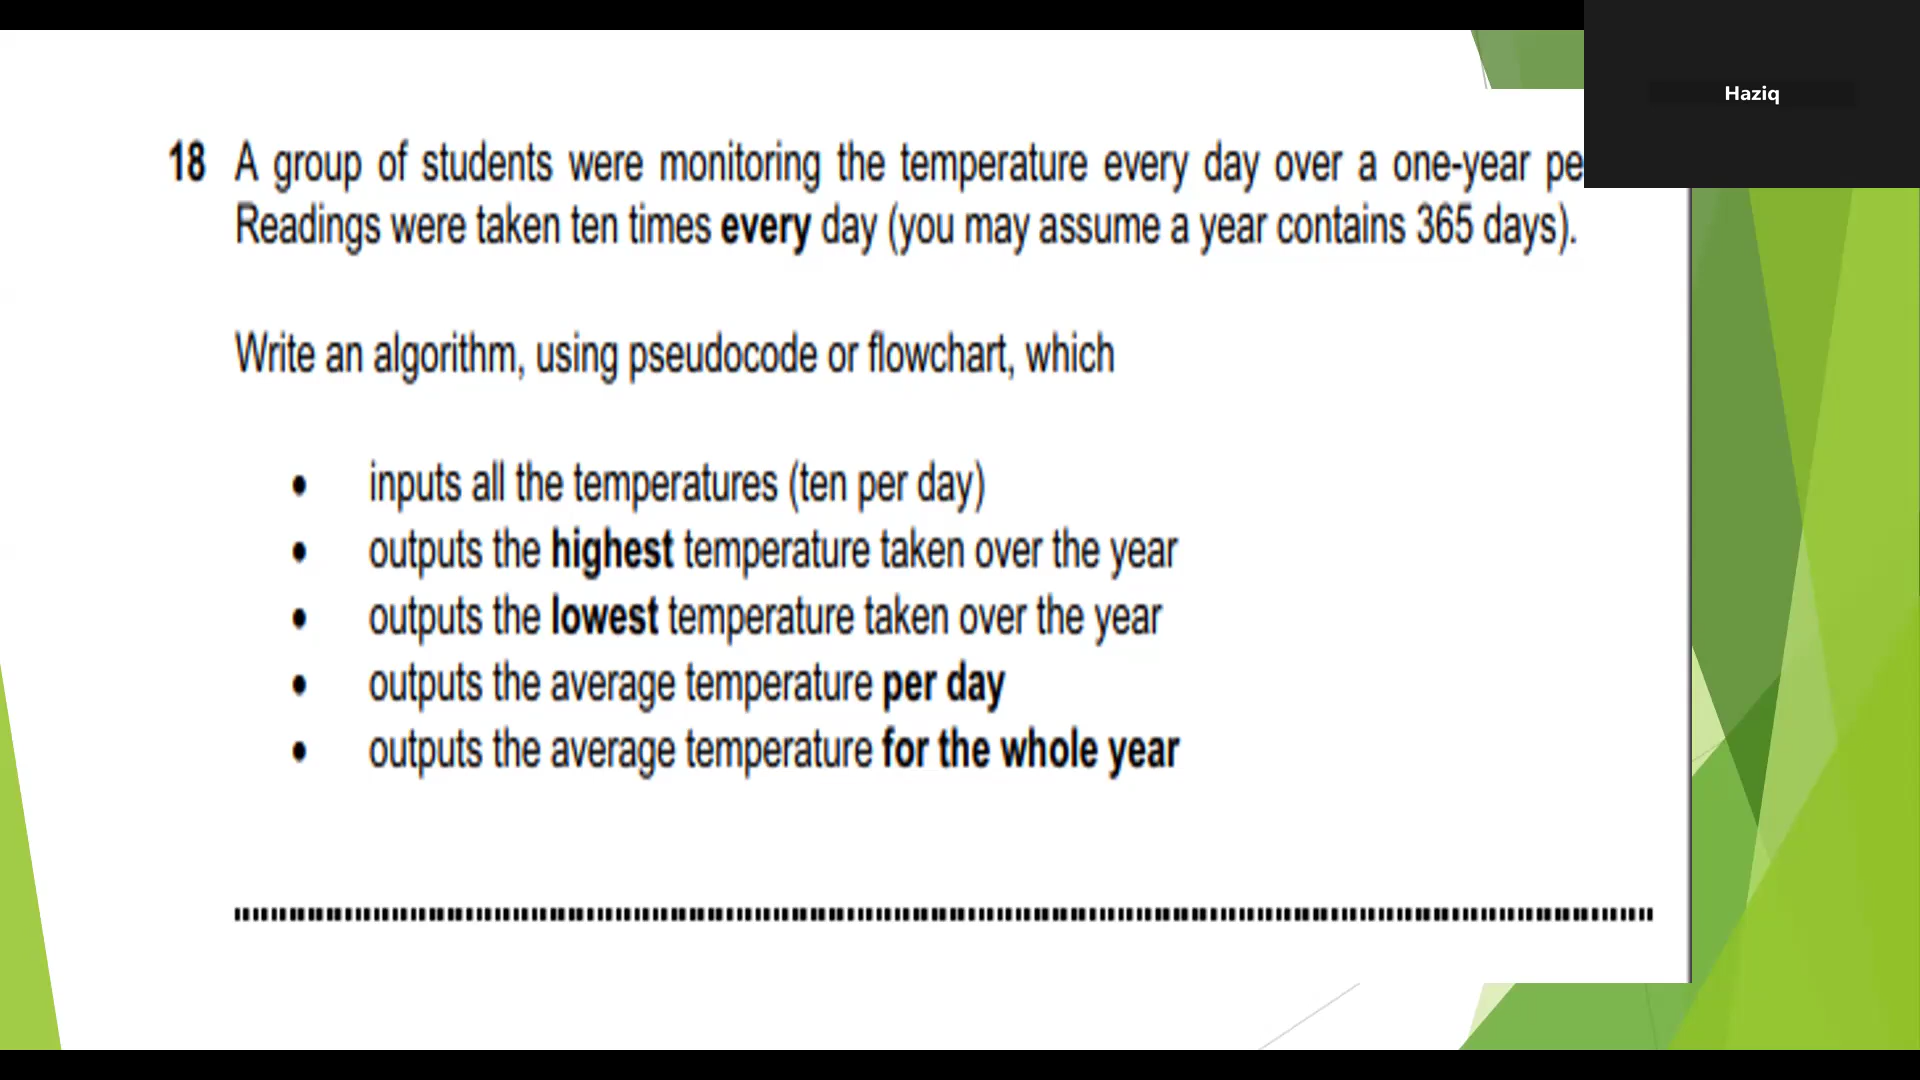 Haziq
18 A group of students were monitoring the temperature every day over a one-year
Readings were taken ten times every day (you may assume a year contains 365 days).
Write an algorithm, using pseudocode or flowchart, which
• inputs all the temperatures (ten per day)
• outputs the highest temperature taken over the year
• outputs the lowest temperature taken over the year
• outputs the average temperature per day
• outputs the average temperature for the whole year